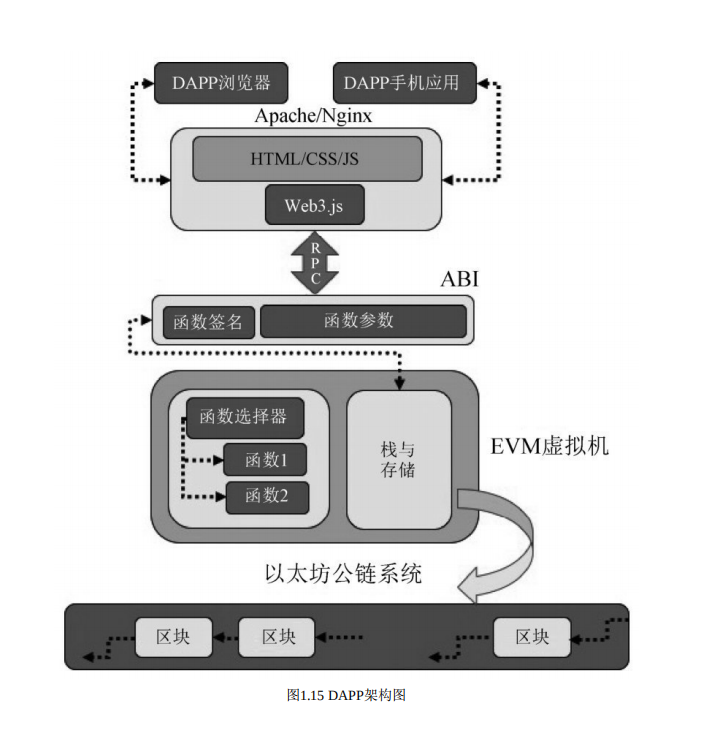 DAPP浏览器
DAPP手机应用
Apache/Nginx
HTML/CSS/JS
Web3.js
R
P
C
ABI
函数签名
函数参数
函数选择器
函数1
函数2
栈与
存储
EVM虚拟机
以太坊公链系统
区块
区块
区块
图1.15 DAPP架构图